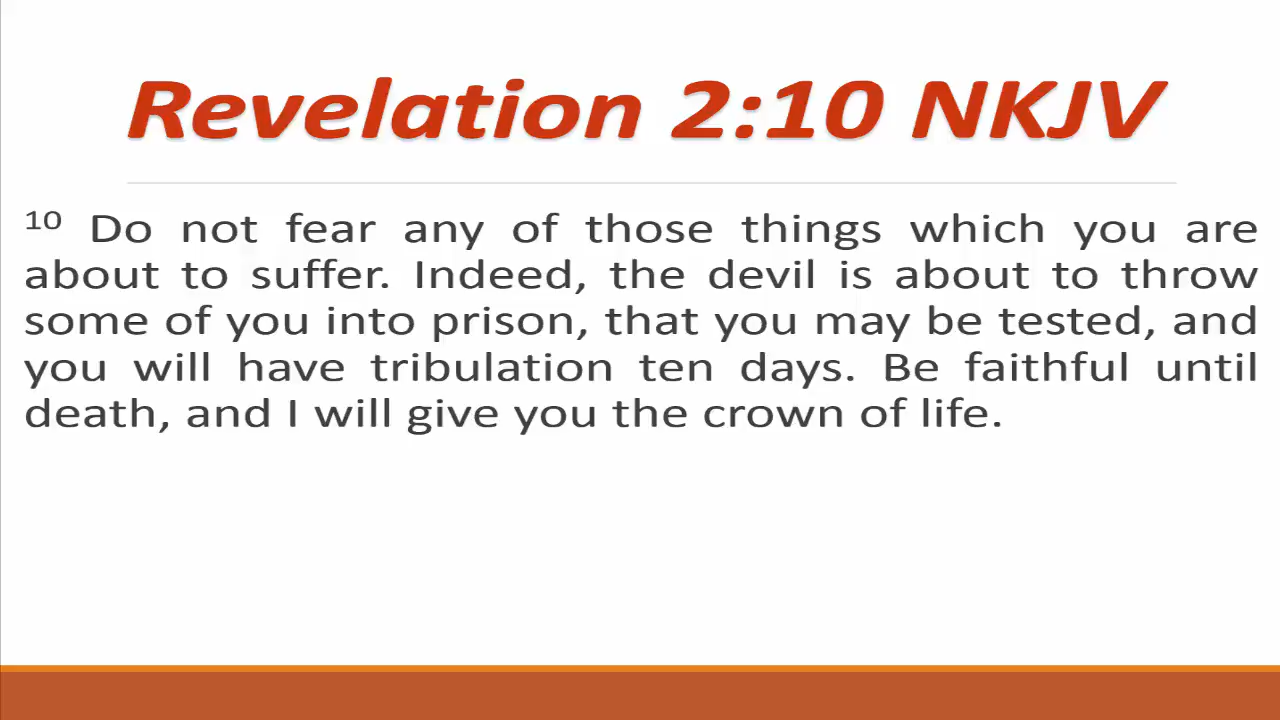 Revelation 2:10 NKJV
10 Do not fear any of those things which you are
about to suffer. Indeed, the devil is about to throw
some of you into prison, that you may be tested, and
you will have tribulation ten days. Be faithful until
death, and I will give you the crown of life.